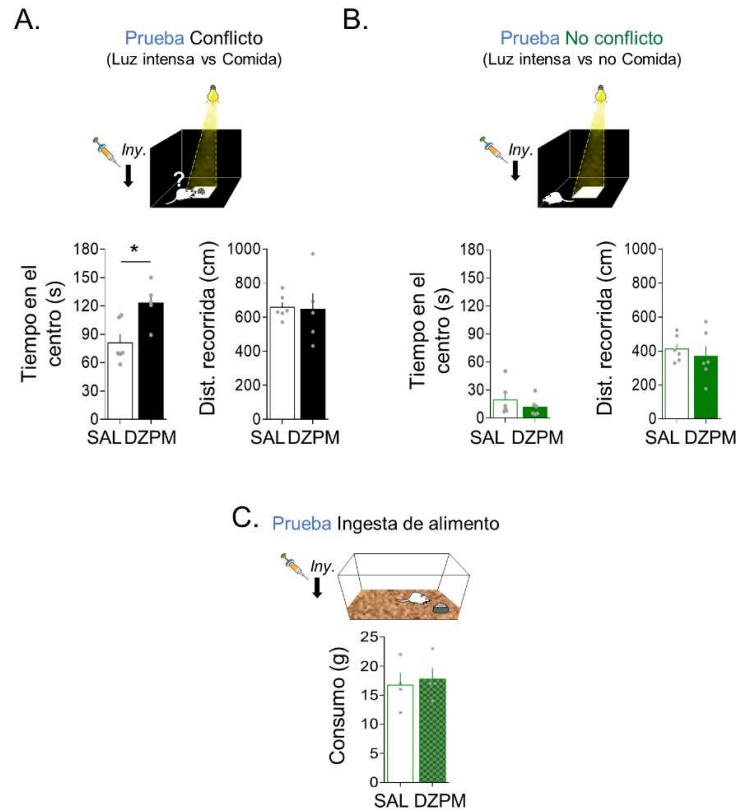 A.
Prueba Conflicto
(Luz intensa vs Comida)
Iny.
?
Tiempo en el
centro (s)
180
150
120
90
60
30
0
*
SAL DZPM
Dist. recorrida (cm)
1000
800
600
400
200
0
SAL DZPM
B.
Prueba No conflicto
(Luz intensa vs no Comida)
Iny.
Tiempo en el
centro (s)
180
150
120
90
60
30
0
SAL DZPM
Dist. recorrida (cm)
1000
800
600
400
200
0
SAL DZPM
C.
Prueba Ingesta de alimento
Iny.
Consumo (g)
25
20
15
10
5
0
SAL DZPM